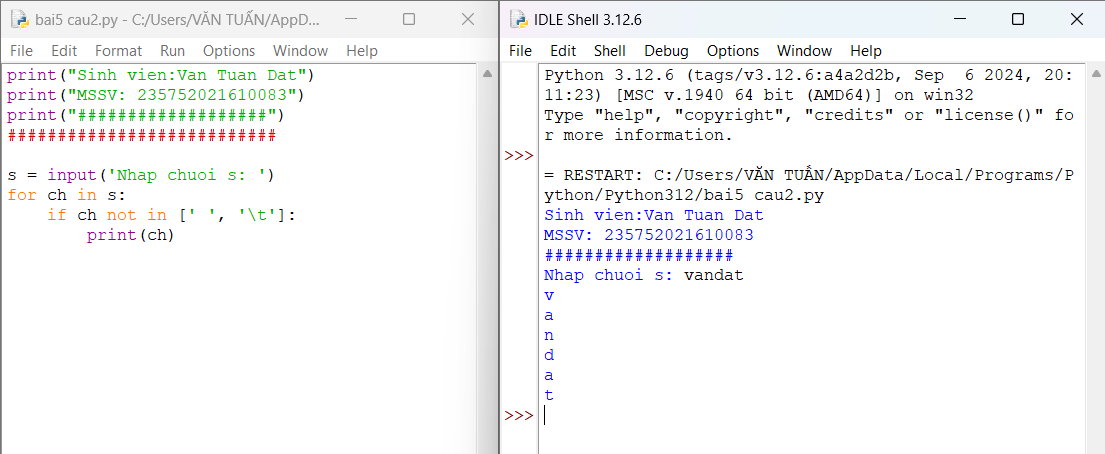 bai5 cau2.py - C:/Users/VĂN TUẤN/AppD...
File Edit Format Run Options Window Help
print("Sinh vien:Van Tuan Dat")
print("MSSV: 235752021610083")
print("###################")
###########################
s = input('Nhap chuoi s: ')
for ch in s:
    if ch not in [' ', '\t']:
        print(ch)
IDLE Shell 3.12.6
File Edit Shell Debug Options Window Help
Python 3.12.6 (tags/v3.12.6:a4a2d2b, Sep  6 2024, 20:
11:23) [MSC v.1940 64 bit (AMD64)] on win32
Type "help", "copyright", "credits" or "license()" fo
r more information.
>>>
= RESTART: C:/Users/VĂN TUẤN/AppData/Local/Programs/P
ython/Python312/bai5 cau2.py
Sinh vien:Van Tuan Dat
MSSV: 235752021610083
###################
Nhap chuoi s: vandat
v
a
n
d
a
t
>>>